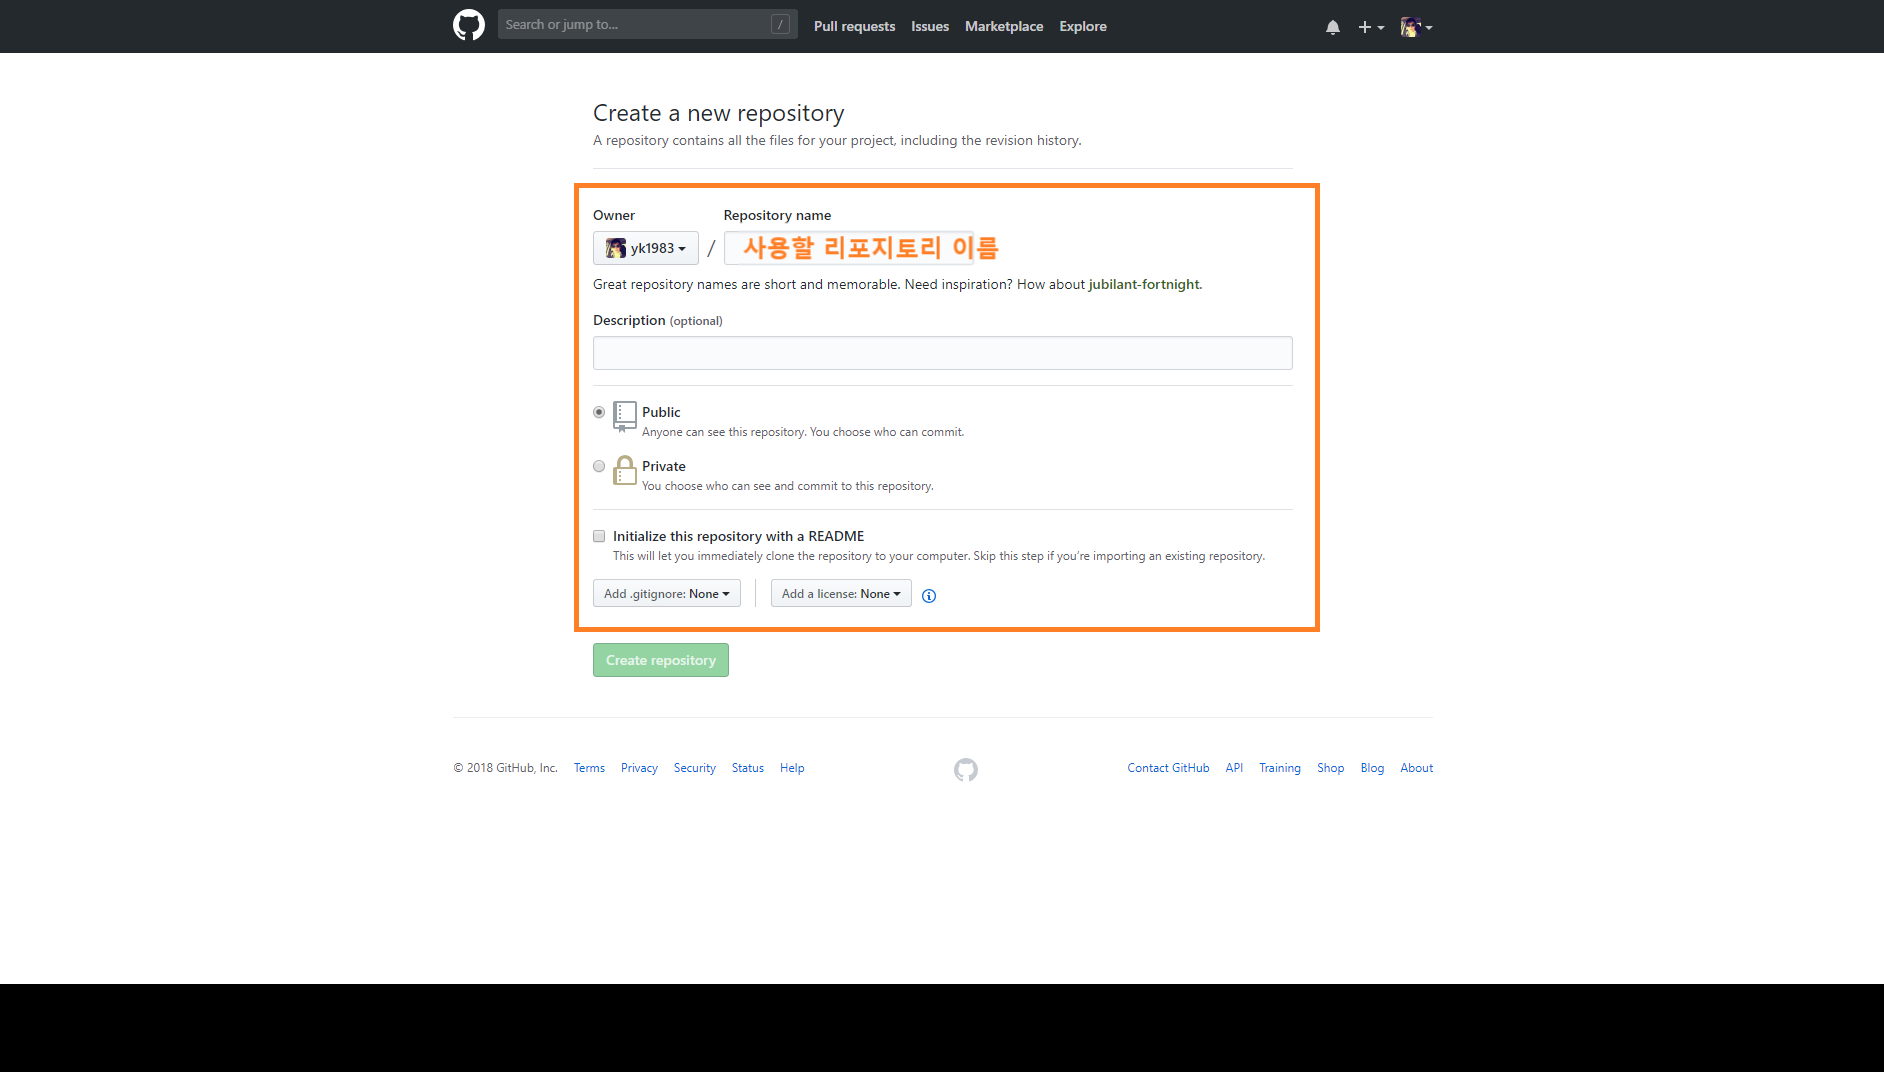 Search or jump to... /
Pull requests Issues Marketplace Explore
Create a new repository
A repository contains all the files for your project, including the revision history.
Owner Repository name
yk1983 / 사용할 리포지토리 이름
Great repository names are short and memorable. Need inspiration? How about jubilant-fortnight.
Description (optional)
Public
Anyone can see this repository. You choose who can commit.
Private
You choose who can see and commit to this repository.
Initialize this repository with a README
This will let you immediately clone the repository to your computer. Skip this step if you’re importing an existing repository.
Add .gitignore: None Add a license: None
Create repository
© 2018 GitHub, Inc. Terms Privacy Security Status Help Contact GitHub API Training Shop Blog About